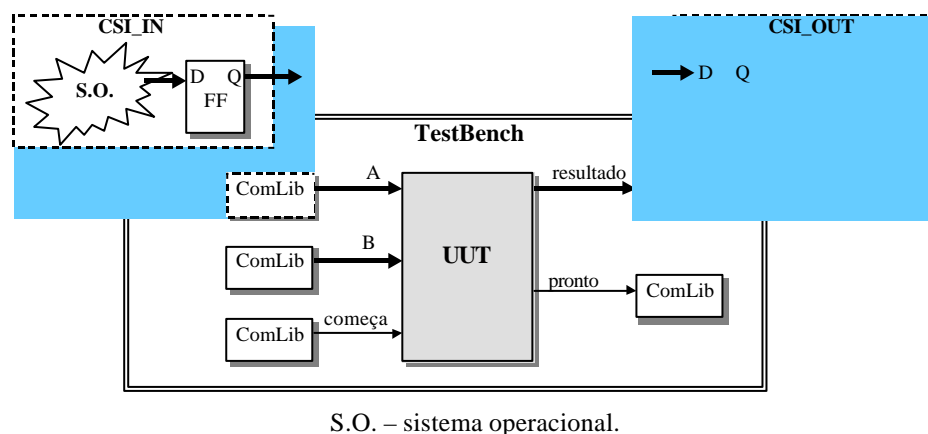 CSI_IN
CSI_OUT
S.O.
D Q
FF
D Q
TestBench
ComLib
A
resultado
ComLib
B
UUT
pronto
ComLib
ComLib
começa
S.O. – sistema operacional.